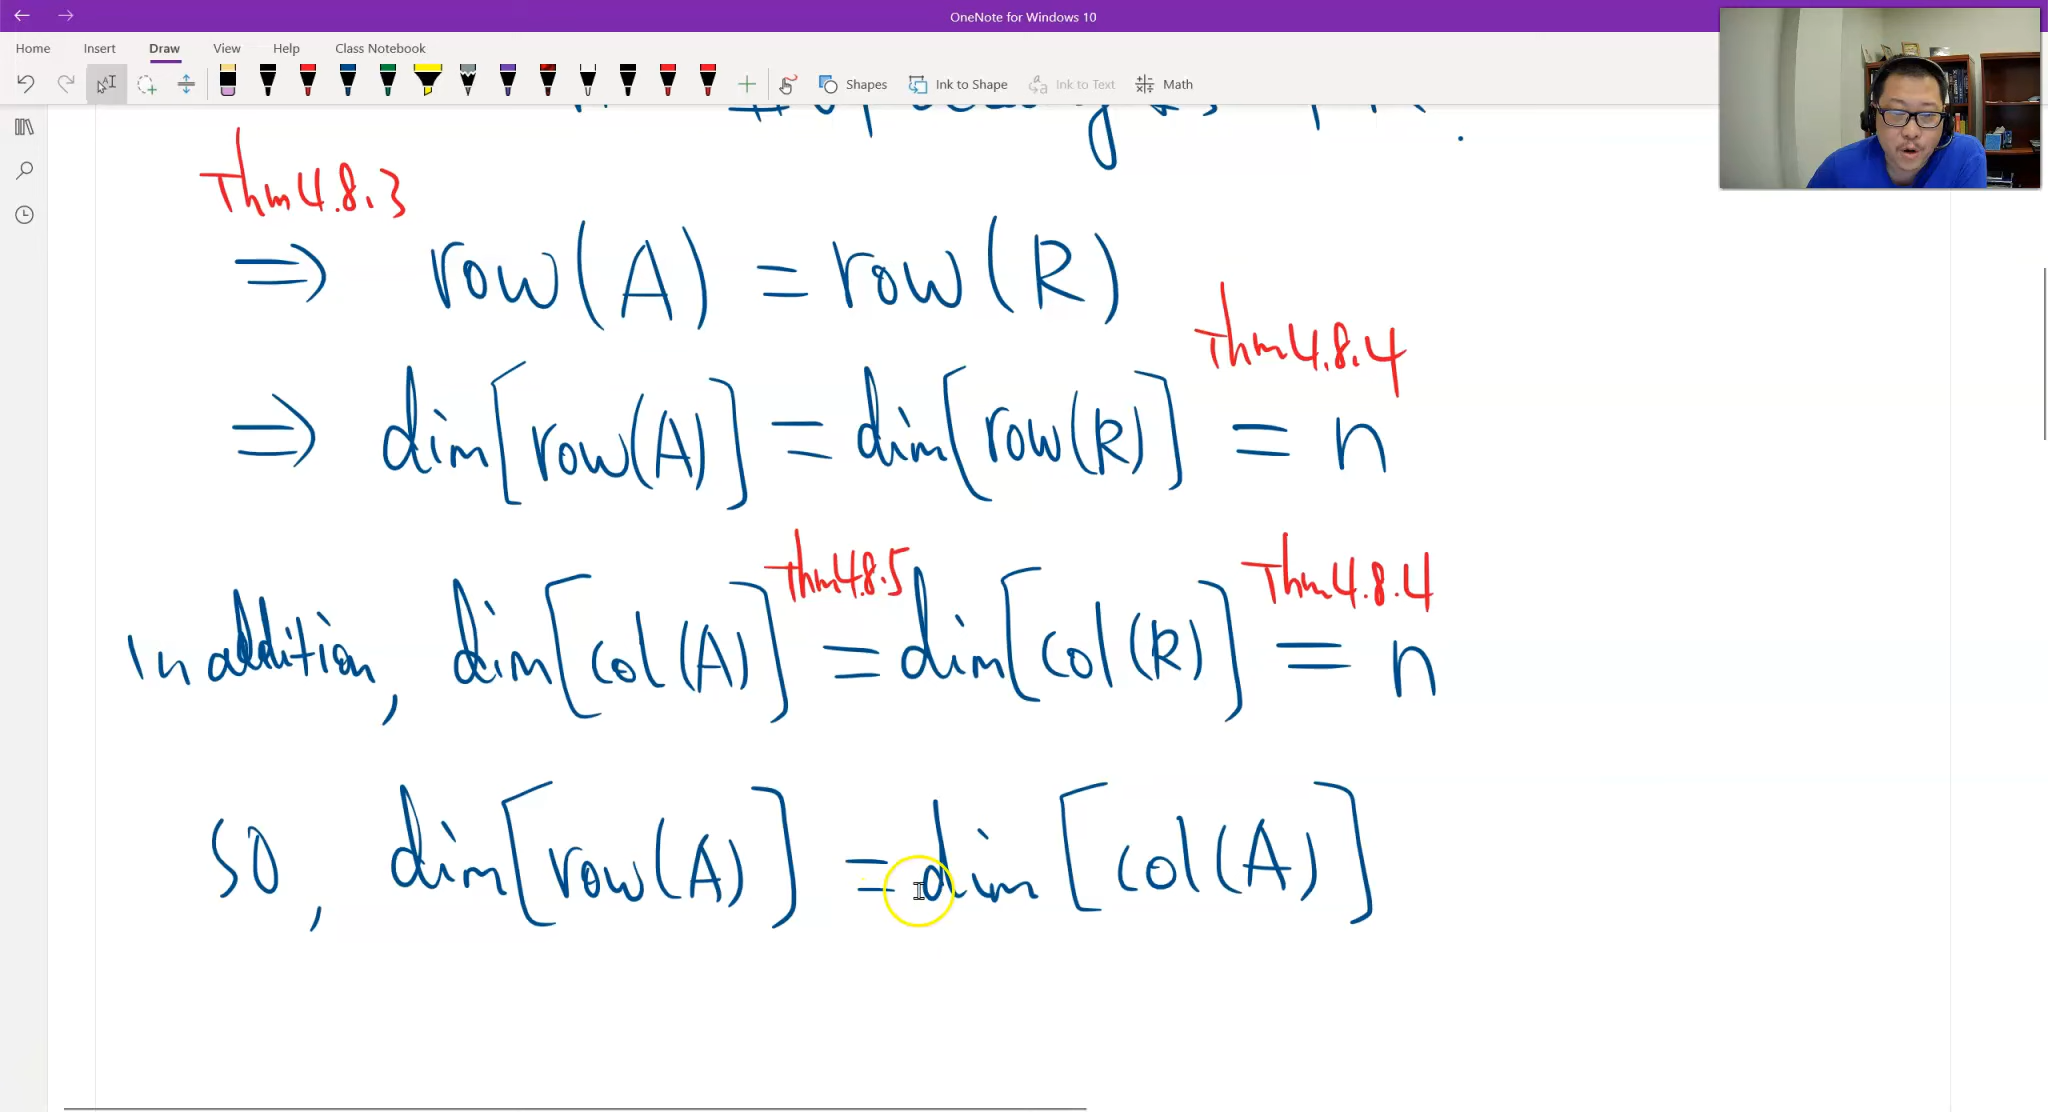 OneNote for Windows 10
Home Insert Draw View Help Class Notebook
Shapes Ink to Shape Ink to Text Math
Thm 4.8.3
⇒ row(A) = row(R)
Thm 4.8.4
⇒ dim[row(A)] = dim[row(R)] = n
Thm 4.8.5 Thm 4.8.4
In addition, dim[col(A)] = dim[col(R)] = n
So, dim[row(A)] = dim[col(A)]